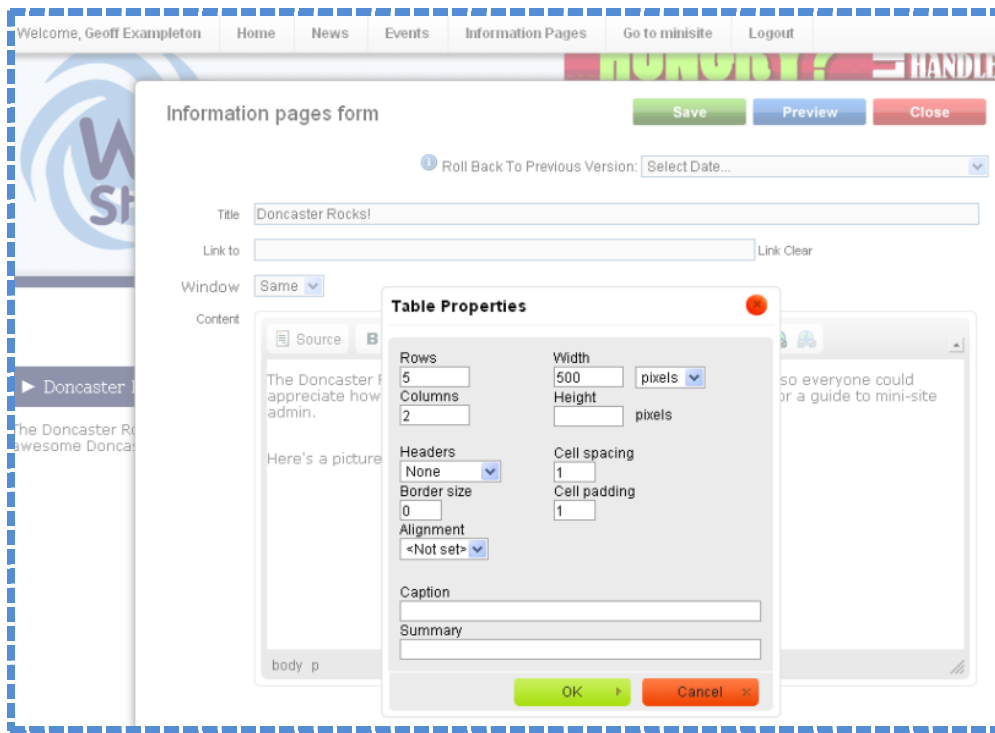 Welcome, Geoff Exampleton Home News Events Information Pages Go to minisite Logout
HUNGRY? HANDLE
Information pages form Save Preview Close
Roll Back To Previous Version: Select Date...
Title Doncaster Rocks!
Link to Link Clear
Window Same
Content
Source B
Table Properties
Rows Width
5 500 pixels
Columns Height
2 pixels
Headers Cell spacing
None 1
Border size Cell padding
0 1
Alignment
<Not set>
Caption
Summary
OK Cancel
The Doncaster so everyone could
appreciate how or a guide to mini-site
admin.
Here's a picture
body p
Doncaster
The Doncaster
awesome